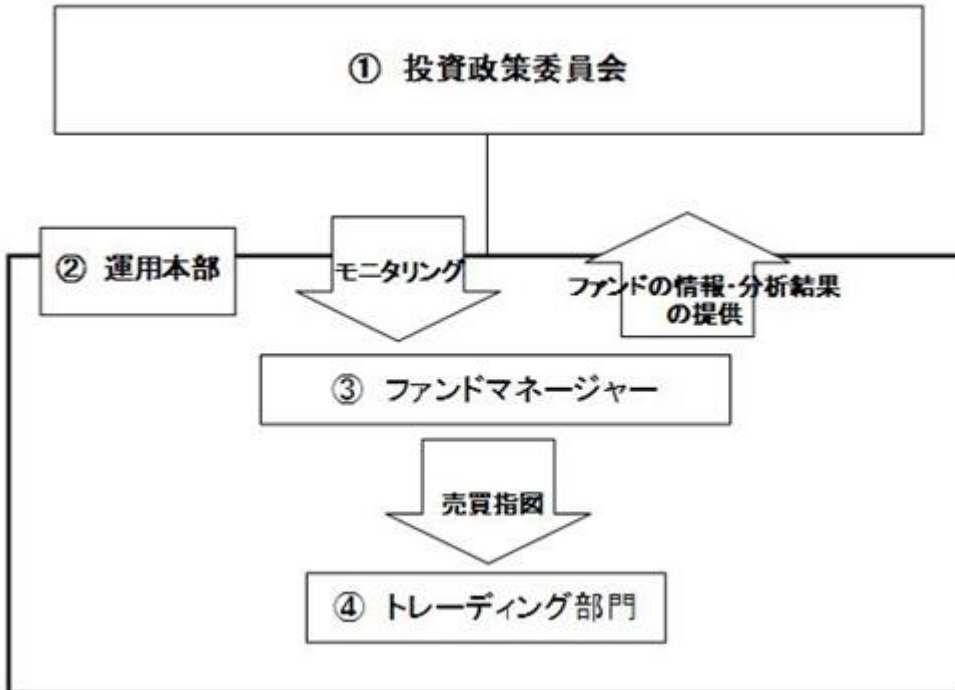 ① 投資政策委員会
② 運用本部
モニタリング
ファンドの情報・分析結果
の提供
③ ファンドマネージャー
売買指図
④ トレーディング部門